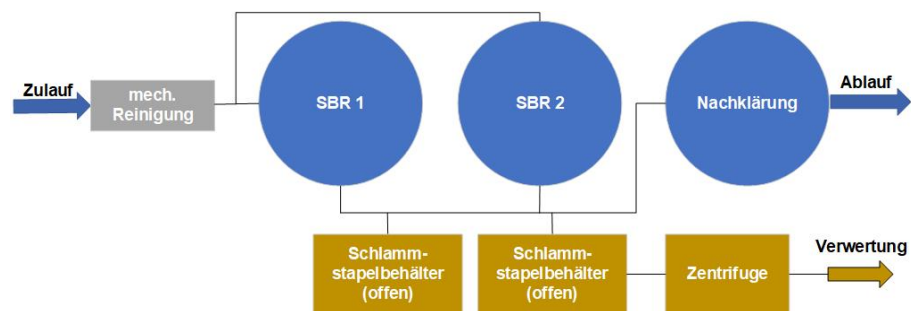 Zulauf
mech.
Reinigung
SBR 1
SBR 2
Nachklärung
Ablauf
Schlamm-
stapelbehälter
(offen)
Schlamm-
stapelbehälter
(offen)
Zentrifuge
Verwertung